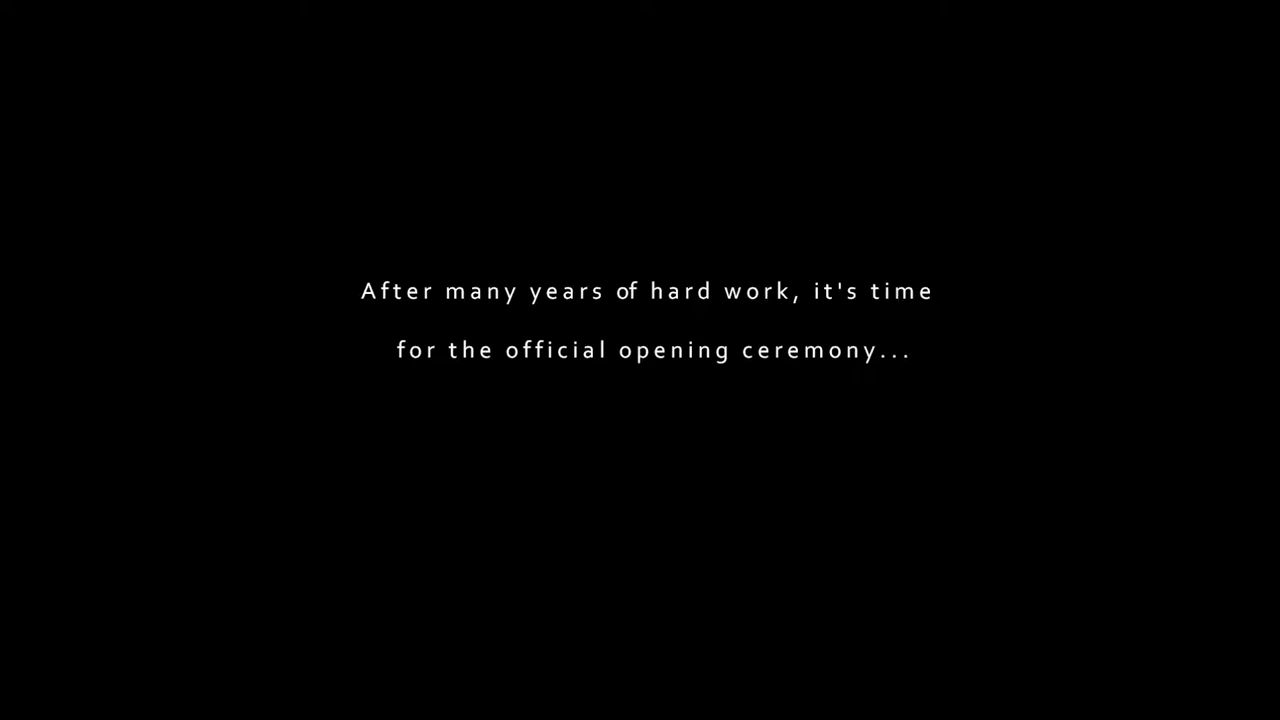 After many years of hard work, it's time
for the official opening ceremony...